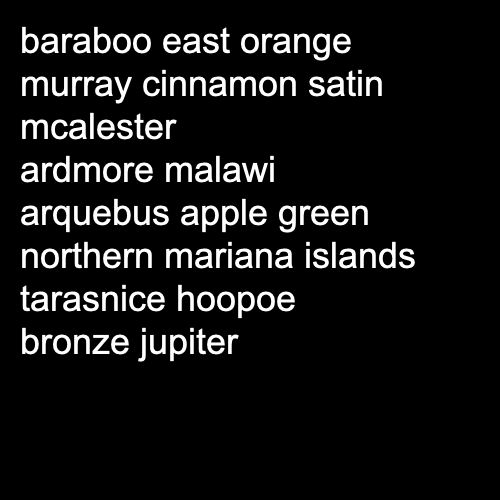 baraboo east orange
murray cinnamon satin
mcalester
ardmore malawi
arquebus apple green
northern mariana islands
tarasnice hoopoe
bronze jupiter